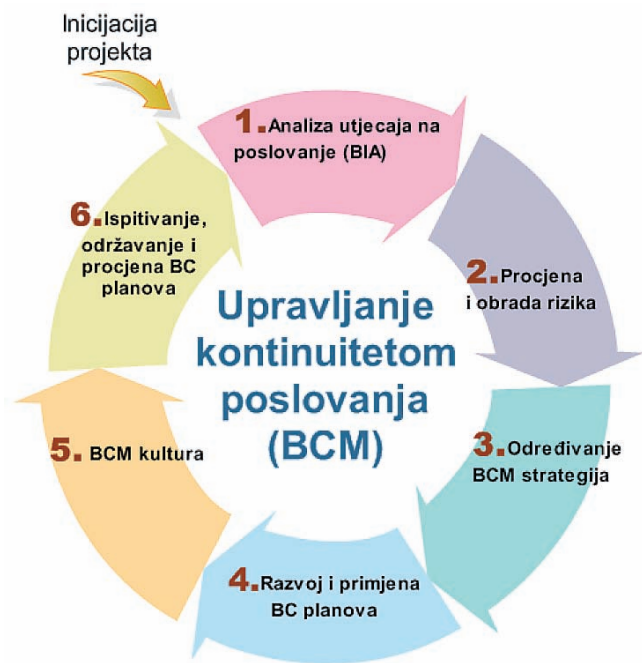 Inicijacija
projekta
1. Analiza utjecaja na
poslovanje (BIA)
2. Procjena
i obrada rizika
3. Određivanje
BCM strategija
4. Razvoj i primjena
BC planova
5. BCM kultura
6. Ispitivanje,
održavanje i
procjena BC
planova
Upravljanje
kontinuitetom
poslovanja
(BCM)